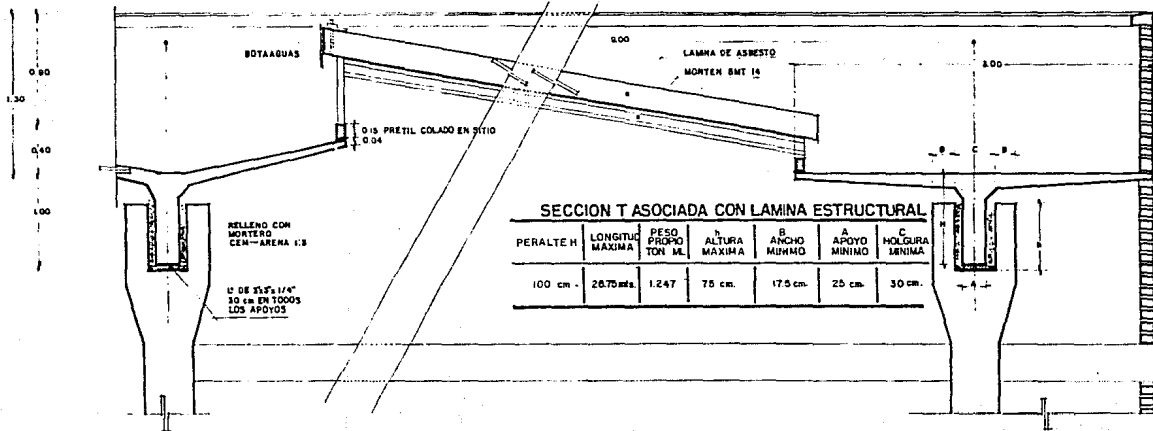 BOTAAGUAS
9.00
LAMINA DE ASBESTO
MONTEN 8MT 14
3.00
0.90
1.30
0.40
1.00
0.15 PRETIL COLADO EN SITIO
0.04
B C B
H
h
A
RELLENO CON
MORTERO
CEM-ARENA 1:3
30 cm EN TODOS
LOS APOYOS
SECCION T ASOCIADA CON LAMINA ESTRUCTURAL
PERALTE H LONGITUD MAXIMA PESO PROPIO TON ML h ALTURA MAXIMA B ANCHO MINIMO A APOYO MINIMO C HOLGURA MINIMA
100 cm - 28.75 mts. 1.247 75 cm. 17.5 cm. 25 cm. 30 cm.